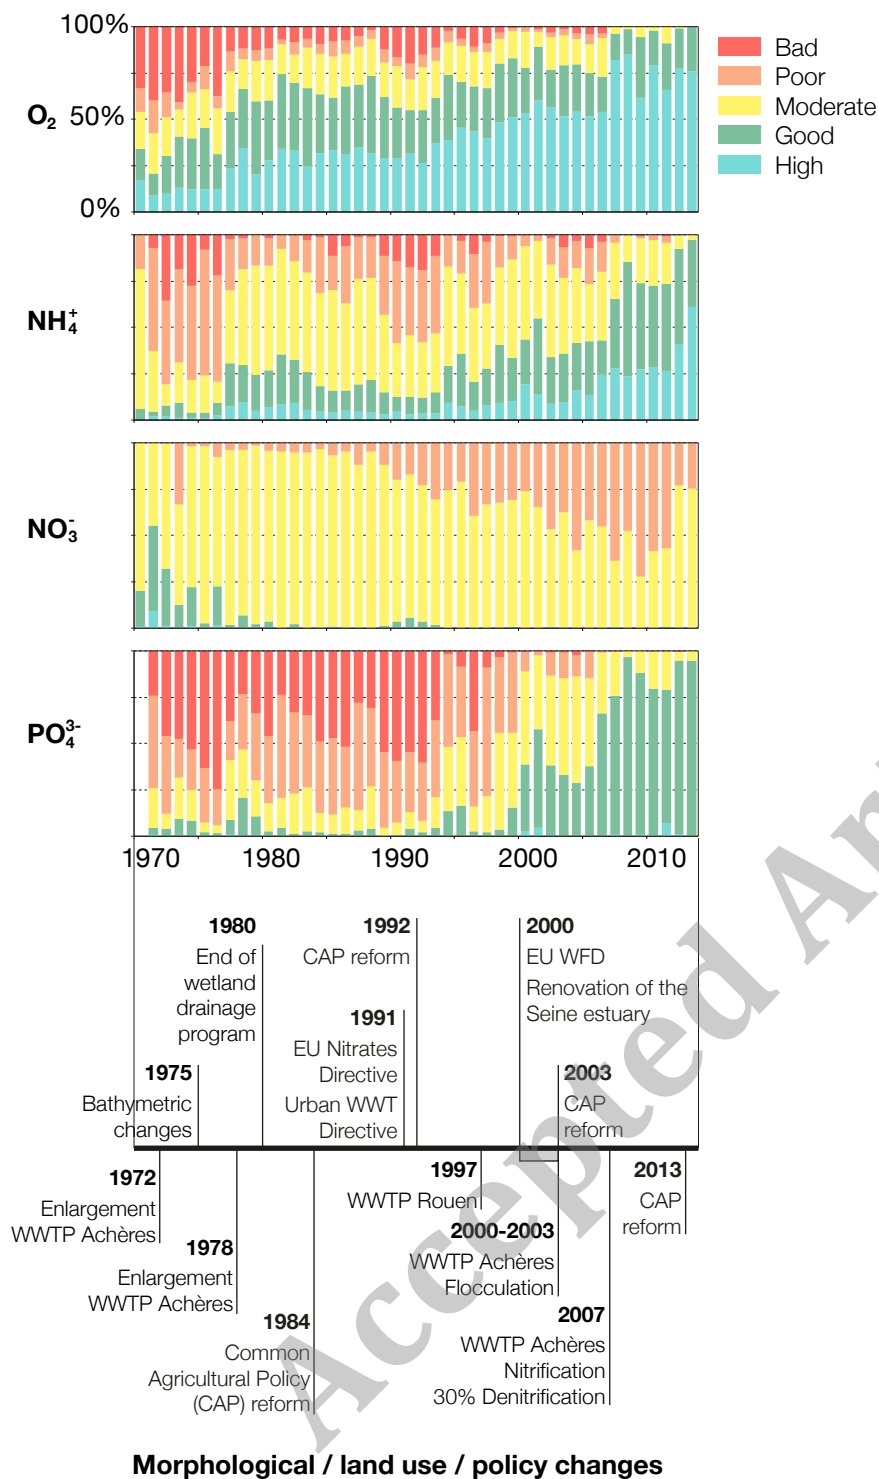 100%
O2
50%
0%
Bad
Poor
Moderate
Good
High
NH4+
NO3-
PO43-
1970
1980
1990
2000
2010
1980
End of
wetland
drainage
program
1992
CAP reform
2000
EU WFD
Renovation of the
Seine estuary
1991
EU Nitrates
Directive
Urban WWT
Directive
1975
Bathymetric
changes
2003
CAP
reform
1972
Enlargement
WWTP Achères
1978
Enlargement
WWTP Achères
1984
Common
Agricultural Policy
(CAP) reform
1997
WWTP Rouen
2000-2003
WWTP Achères
Flocculation
2007
WWTP Achères
Nitrification
30% Denitrification
2013
CAP
reform
Morphological / land use / policy changes
Accepted